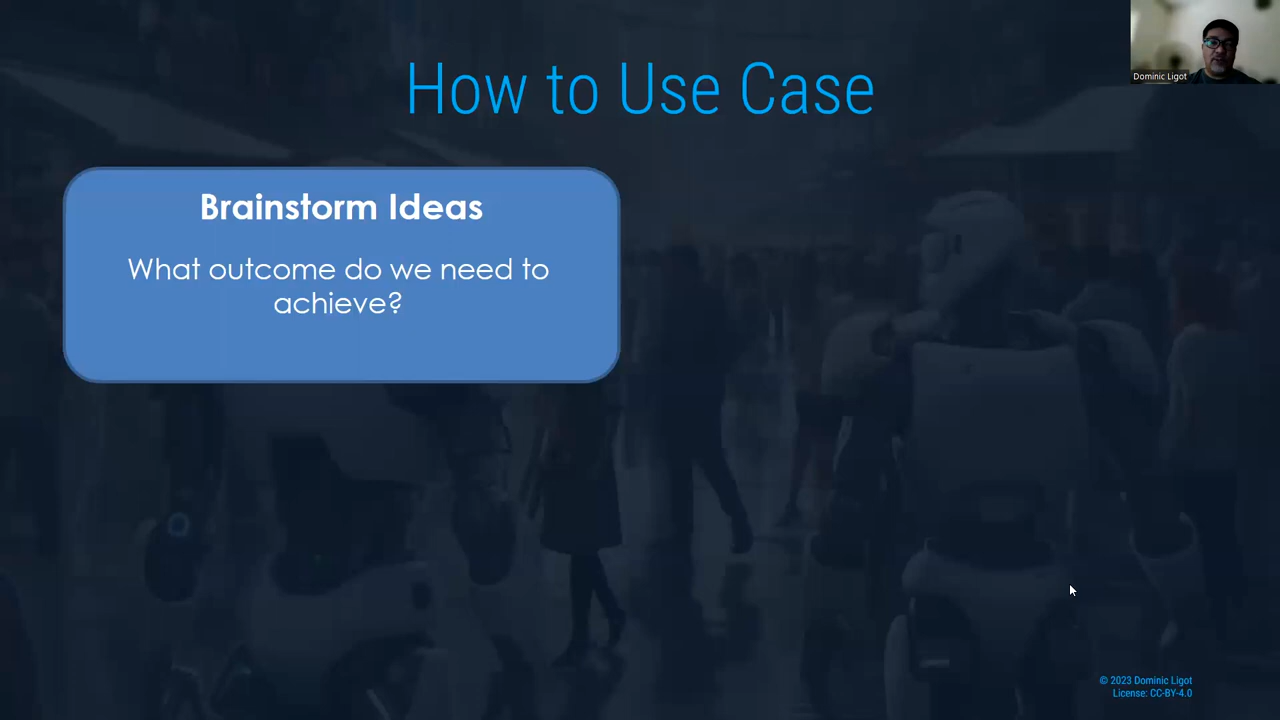 How to Use Case
Dominic Ligot
Brainstorm Ideas
What outcome do we need to
achieve?
© 2023 Dominic Ligot
License: CC-BY-4.0